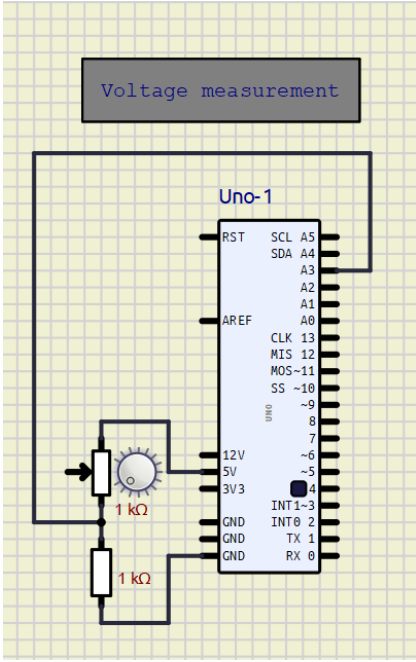 Voltage measurement
Uno-1
RST SCL A5
SDA A4
A3
A2
A1
AREF A0
CLK 13
MIS 12
MOS~11
SS ~10
~9
UNO
8
7
12V ~6
5V ~5
3V3 4
1 kΩ
INT1~3
GND INT0 2
GND TX 1
GND RX 0
1 kΩ